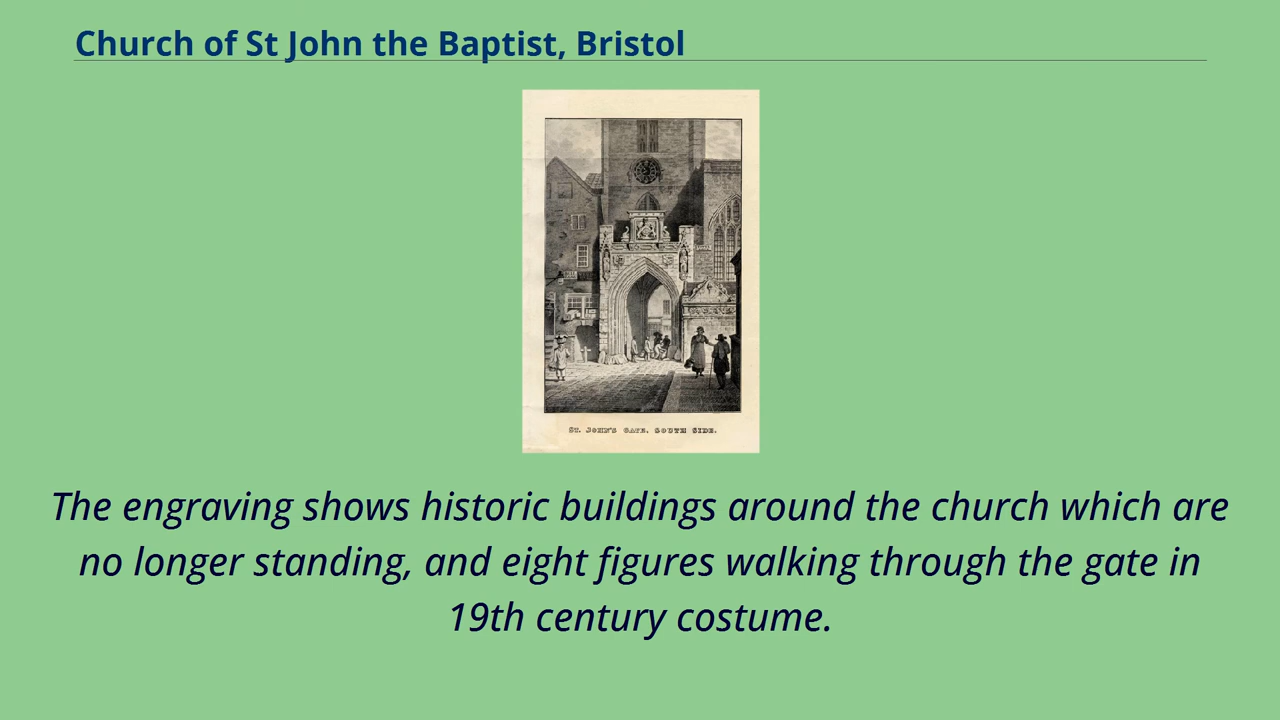 Church of St John the Baptist, Bristol
ST. JOHN'S GATE, SOUTH SIDE.
The engraving shows historic buildings around the church which are
no longer standing, and eight figures walking through the gate in
19th century costume.